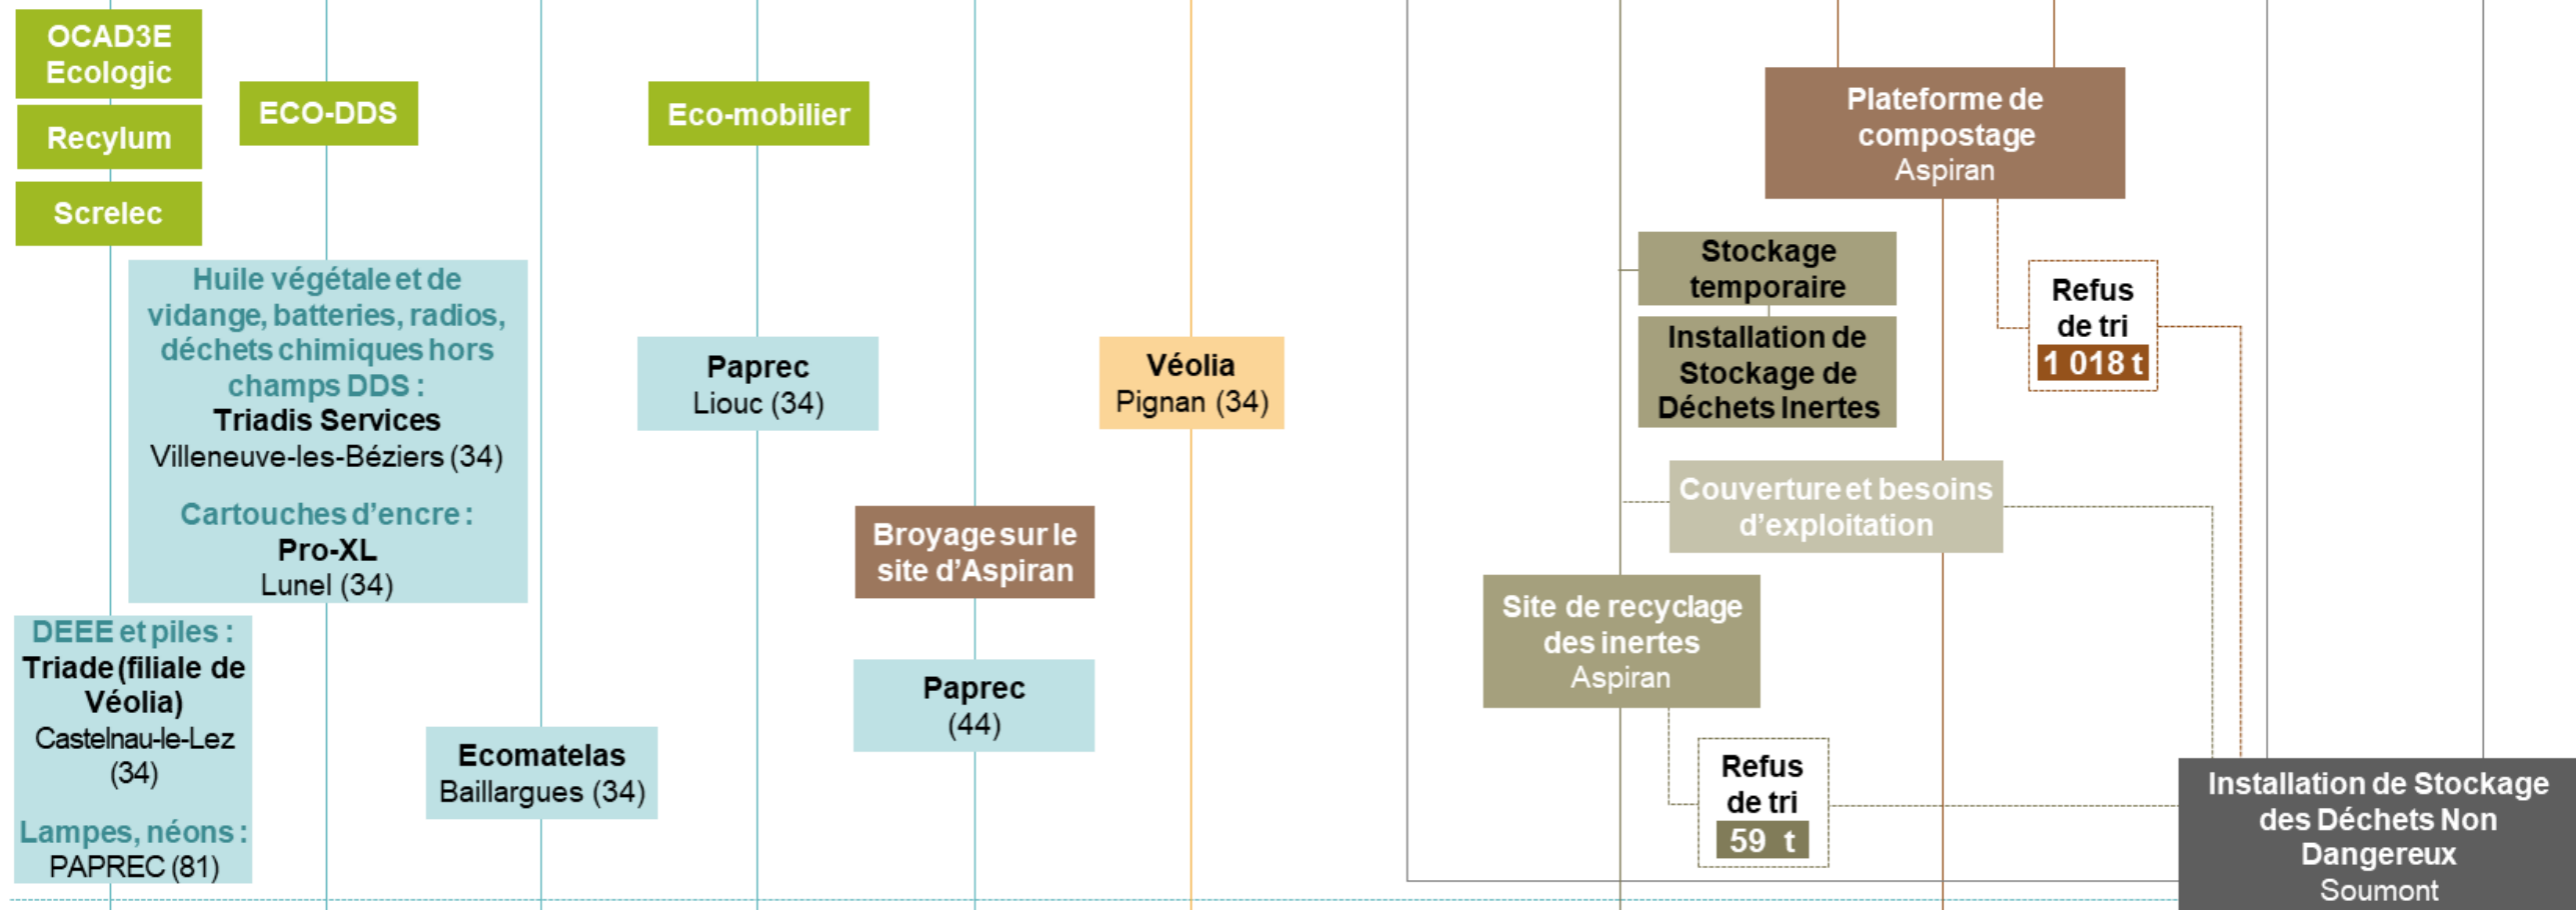 OCAD3E
Ecologic
Recylum
Screlec
ECO-DDS
Eco-mobilier
Plateforme de
compostage
Aspiran
Huile végétale et de
vidange, batteries, radios,
déchets chimiques hors
champs DDS :
Triadis Services
Villeneuve-les-Béziers (34)
Cartouches d’encre :
Pro-XL
Lunel (34)
DEEE et piles :
Triade (filiale de
Véolia)
Castelnau-le-Lez
(34)
Lampes, néons :
PAPREC (81)
Ecomatelas
Baillargues (34)
Paprec
Liouc (34)
Broyage sur le
site d’Aspiran
Paprec
(44)
Véolia
Pignan (34)
Stockage
temporaire
Installation de
Stockage de
Déchets Inertes
Refus
de tri
1 018 t
Couverture et besoins
d’exploitation
Site de recyclage
des inertes
Aspiran
Refus
de tri
59 t
Installation de Stockage
des Déchets Non
Dangereux
Soumont